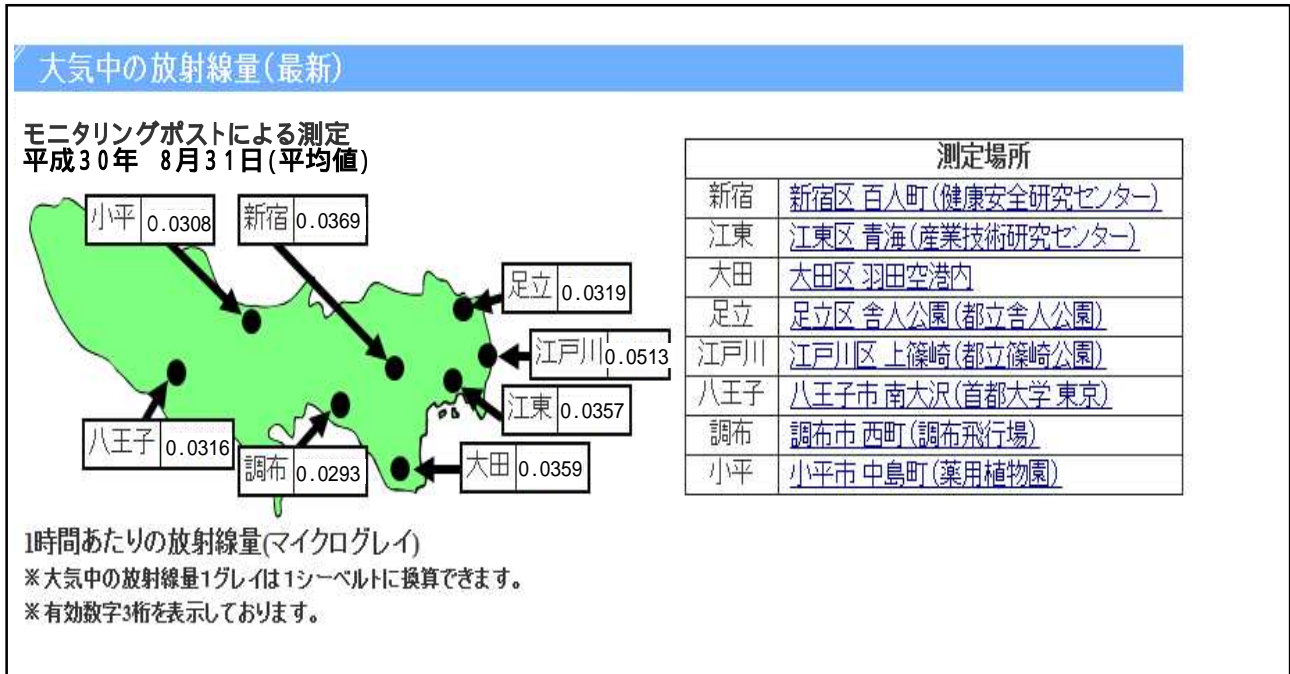 大気中の放射線量(最新)
モニタリングポストによる測定
平成30年 8月31日(平均値)
小平 0.0308
新宿 0.0369
足立 0.0319
江戸川 0.0513
江東 0.0357
大田 0.0359
調布 0.0293
八王子 0.0316
測定場所
新宿 新宿区 百人町(健康安全研究センター)
江東 江東区 青海(産業技術研究センター)
大田 大田区 羽田空港内
足立 足立区 舎人公園(都立舎人公園)
江戸川 江戸川区 上篠崎(都立篠崎公園)
八王子 八王子市 南大沢(首都大学 東京)
調布 調布市 西町(調布飛行場)
小平 小平市 中島町(薬用植物園)
1時間あたりの放射線量(マイクログレイ)
※大気中の放射線量1グレイは1シーベルトに換算できます。
※有効数字3桁を表示しております。